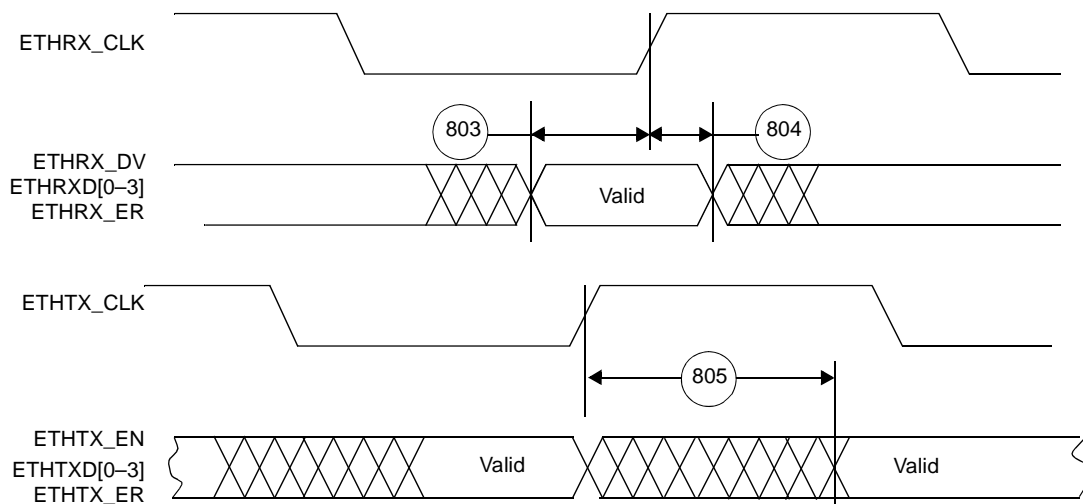 ETHRX_CLK
803
804
ETHRX_DV
ETHRXD[0–3]
Valid
ETHRX_ER
ETHTX_CLK
805
ETHTX_EN
ETHTXD[0–3]
Valid
Valid
ETHTX_ER